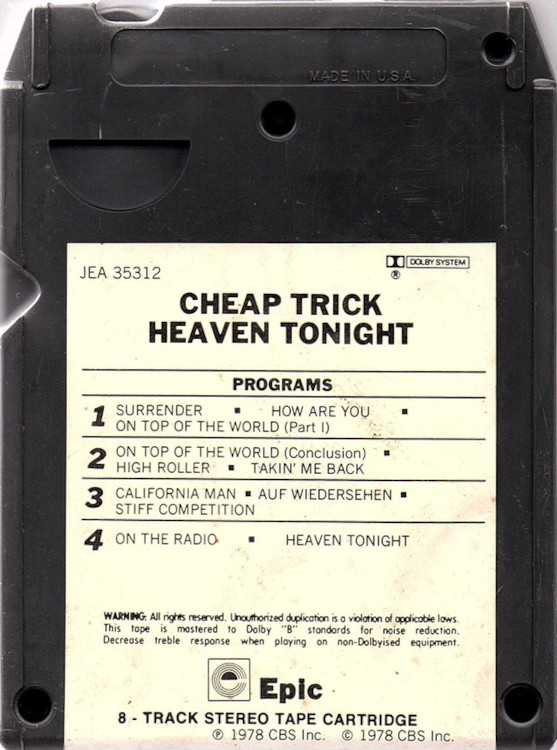 MADE IN U.S.A.
JEA 35312
DOLBY SYSTEM
®
CHEAP TRICK
HEAVEN TONIGHT
PROGRAMS
1 SURRENDER ▪ HOW ARE YOU ▪
ON TOP OF THE WORLD (Part I)
2 ON TOP OF THE WORLD (Conclusion) ▪
HIGH ROLLER ▪ TAKIN' ME BACK
3 CALIFORNIA MAN ▪ AUF WIEDERSEHEN ▪
STIFF COMPETITION
4 ON THE RADIO ▪ HEAVEN TONIGHT
WARNING: All rights reserved. Unauthorized duplication is a violation of applicable laws.
This tape is mastered to Dolby "B" standards for noise reduction.
Decrease treble response when playing on non-Dolbyised equipment.
Epic
8 - TRACK STEREO TAPE CARTRIDGE
℗ 1978 CBS Inc. © 1978 CBS Inc.